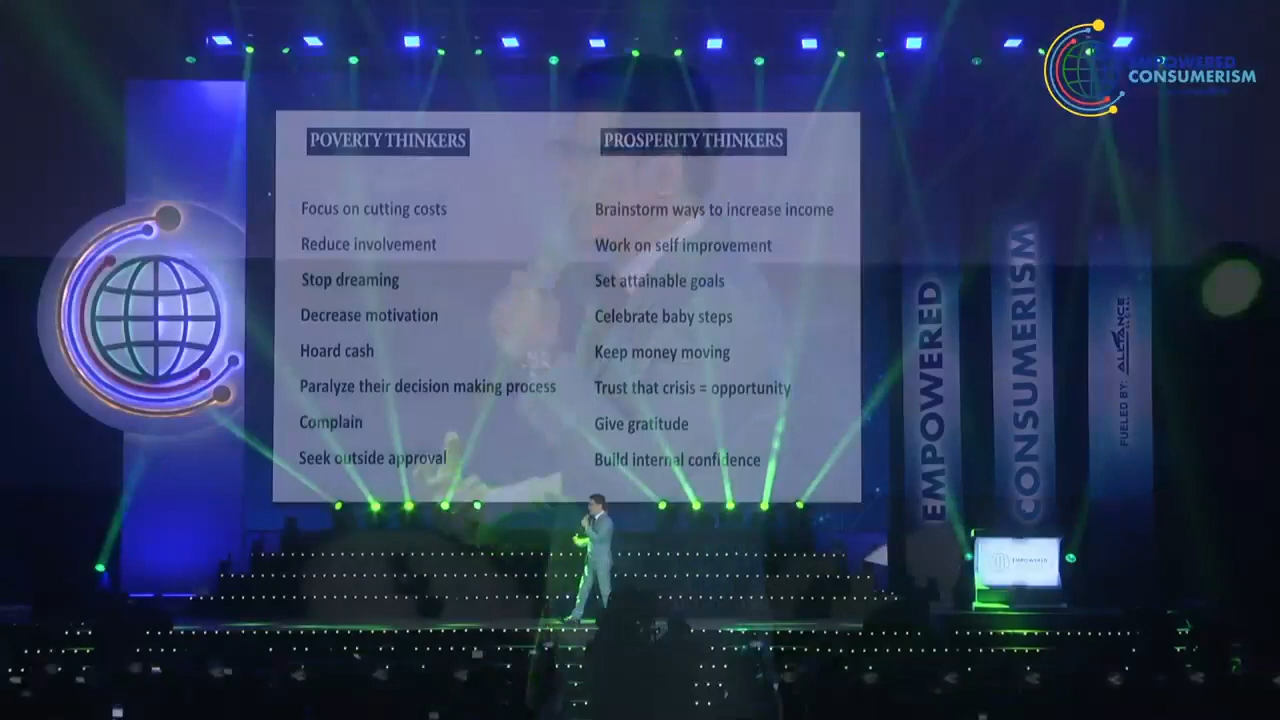 EMPOWERED
CONSUMERISM
POVERTY THINKERS
PROSPERITY THINKERS
Focus on cutting costs
Brainstorm ways to increase income
Reduce involvement
Work on self improvement
Stop dreaming
Set attainable goals
Decrease motivation
Celebrate baby steps
Hoard cash
Keep money moving
Paralyze their decision making process
Trust that crisis = opportunity
Complain
Give gratitude
Seek outside approval
Build internal confidence
EMPOWERED
CONSUMERISM
FUELED BY: ALLIANCE
GLOBAL
EMPOWERED